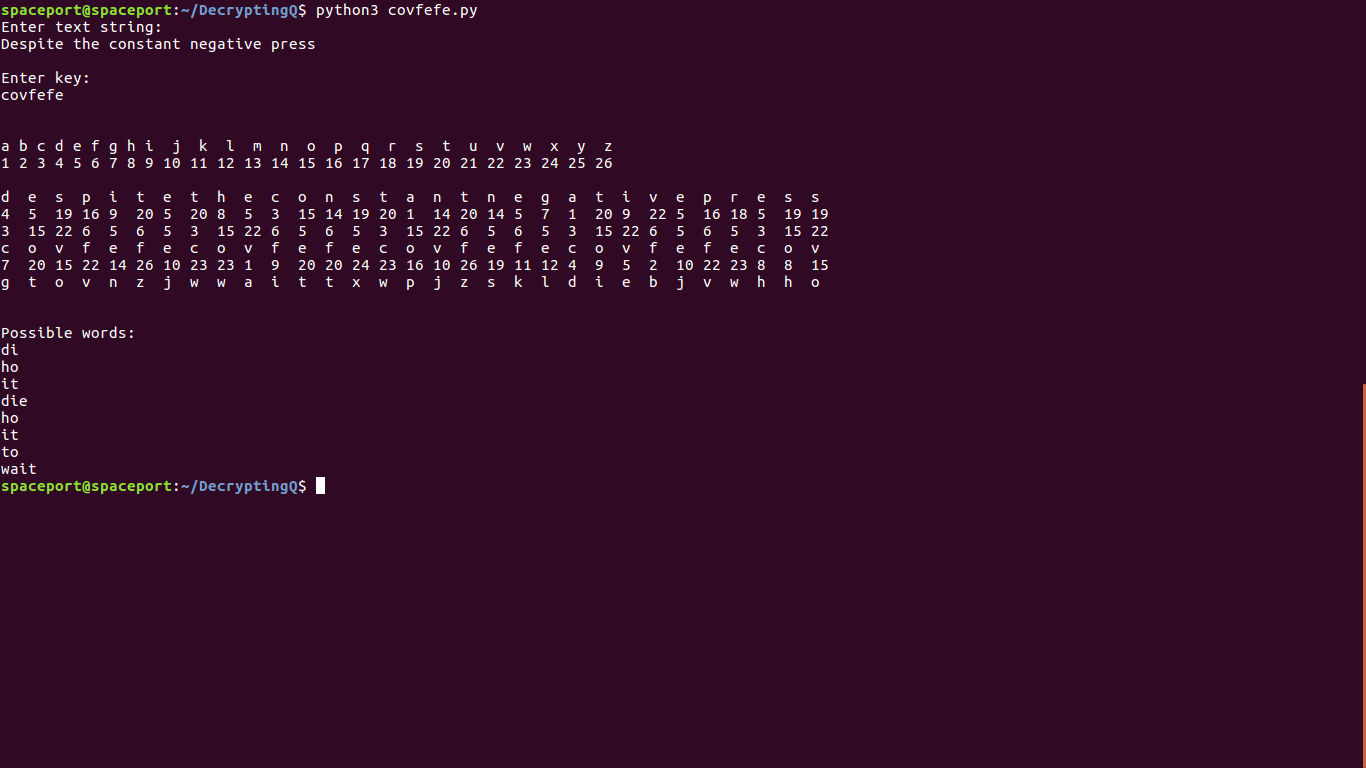 spaceport@spaceport:~/DecryptingQ$ python3 covfefe.py
Enter text string:
Despite the constant negative press
Enter key:
covfefe
a b c d e f g h i j k l m n o p q r s t u v w x y z
1 2 3 4 5 6 7 8 9 10 11 12 13 14 15 16 17 18 19 20 21 22 23 24 25 26
d e s p i t e t h e c o n s t a n t n e g a t i v e p r e s s
4 5 19 16 9 20 5 20 8 5 3 15 14 19 20 1 14 20 14 5 7 1 20 9 22 5 16 18 5 19 19
3 15 22 6 5 6 5 3 15 22 6 5 6 5 3 15 22 6 5 6 5 3 15 22 6 5 6 5 3 15 22
c o v f e f e c o v f e f e c o v f e f e c o v f e f e c o v
7 20 15 22 14 26 10 23 23 1 9 20 20 24 23 16 10 26 19 11 12 4 9 5 2 10 22 23 8 8 15
g t o v n z j w w a i t t x w p j z s k l d i e b j v w h h o
Possible words:
di
ho
it
die
ho
it
to
wait
spaceport@spaceport:~/DecryptingQ$